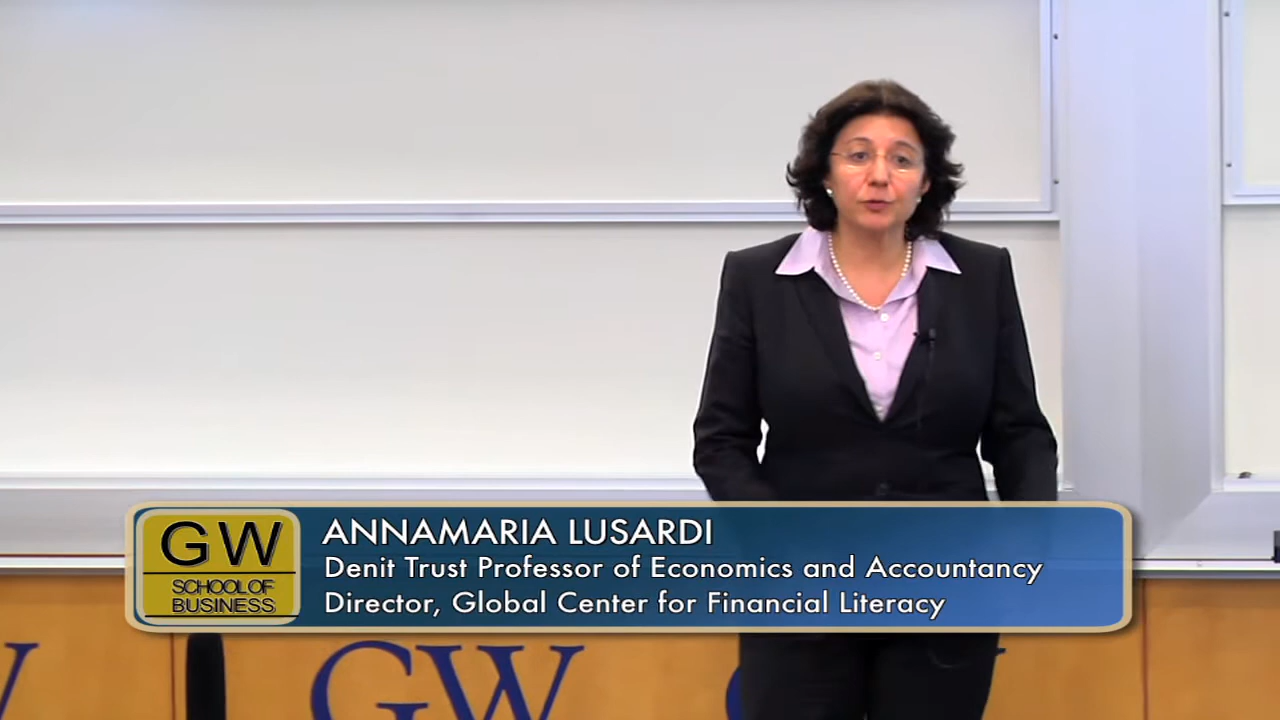 GW
SCHOOL OF
BUSINESS
ANNAMARIA LUSARDI
Denit Trust Professor of Economics and Accountancy
Director, Global Center for Financial Literacy
GW